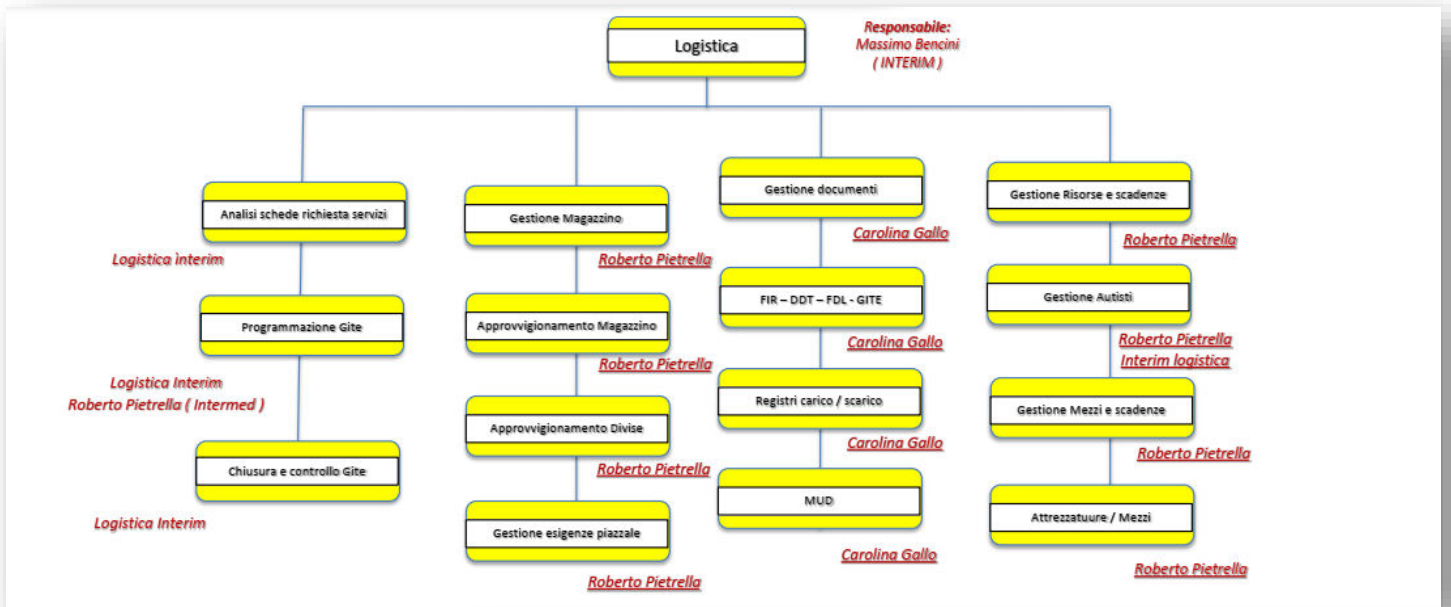 Logistica
Responsabile:
Massimo Bencini
( INTERIM )
Analisi schede richiesta servizi
Logistica interim
Programmazione Gite
Logistica Interim
Roberto Pietrella ( Intermed )
Chiusura e controllo Gite
Logistica Interim
Gestione Magazzino
Roberto Pietrella
Approvvigionamento Magazzino
Roberto Pietrella
Approvvigionamento Divise
Roberto Pietrella
Gestione esigenze piazzale
Roberto Pietrella
Gestione documenti
Carolina Gallo
FIR – DDT – FDL - GITE
Carolina Gallo
Registri carico / scarico
Carolina Gallo
MUD
Carolina Gallo
Gestione Risorse e scadenze
Roberto Pietrella
Gestione Autisti
Roberto Pietrella
Interim logistica
Gestione Mezzi e scadenze
Roberto Pietrella
Attrezzatuure / Mezzi
Roberto Pietrella